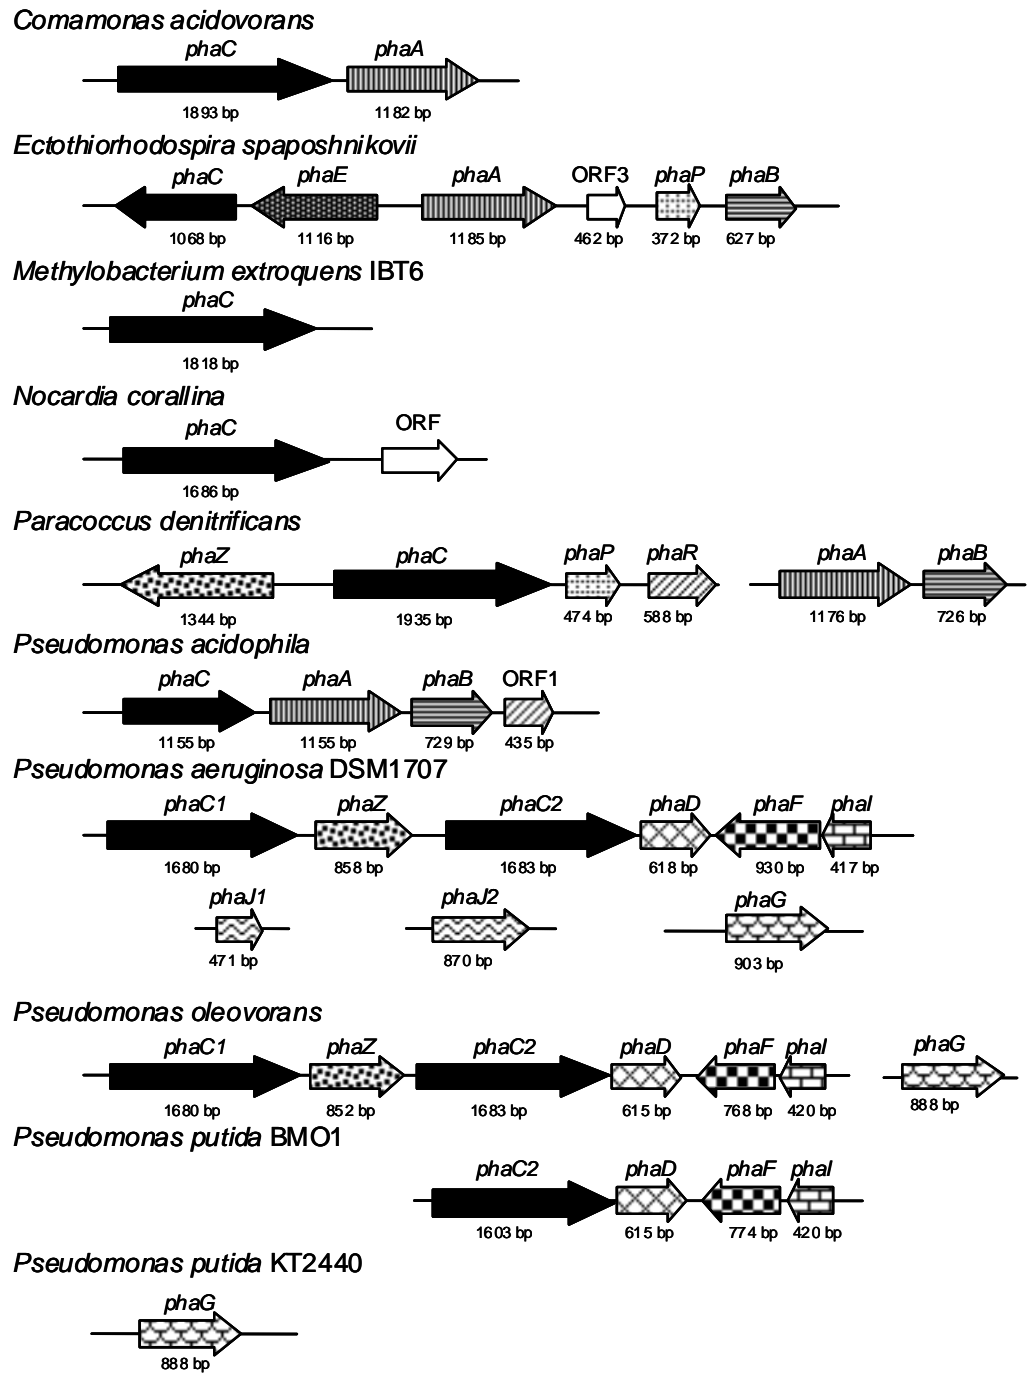 Comamonas acidovorans
phaC phaA
1893 bp 1182 bp
Ectothiorhodospira spaposhnikovii
phaC phaE phaA ORF3 phaP phaB
1068 bp 1116 bp 1185 bp 462 bp 372 bp 627 bp
Methylobacterium extroquens IBT6
phaC
1818 bp
Nocardia corallina
phaC ORF
1686 bp
Paracoccus denitrificans
phaZ phaC phaP phaR phaA phaB
1344 bp 1935 bp 474 bp 588 bp 1176 bp 726 bp
Pseudomonas acidophila
phaC phaA phaB ORF1
1155 bp 1155 bp 729 bp 435 bp
Pseudomonas aeruginosa DSM1707
phaC1 phaZ phaC2 phaD phaF phaI
1680 bp 858 bp 1683 bp 618 bp 930 bp 417 bp
phaJ1 phaJ2 phaG
471 bp 870 bp 903 bp
Pseudomonas oleovorans
phaC1 phaZ phaC2 phaD phaF phaI phaG
1680 bp 852 bp 1683 bp 615 bp 768 bp 420 bp 888 bp
Pseudomonas putida BMO1
phaC2 phaD phaF phaI
1603 bp 615 bp 774 bp 420 bp
Pseudomonas putida KT2440
phaG
888 bp